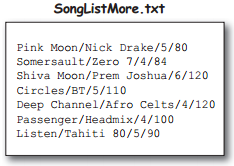 SongListMore.txt
Pink Moon/Nick Drake/5/80
Somersault/Zero 7/4/84
Shiva Moon/Prem Joshua/6/120
Circles/BT/5/110
Deep Channel/Afro Celts/4/120
Passenger/Headmix/4/100
Listen/Tahiti 80/5/90